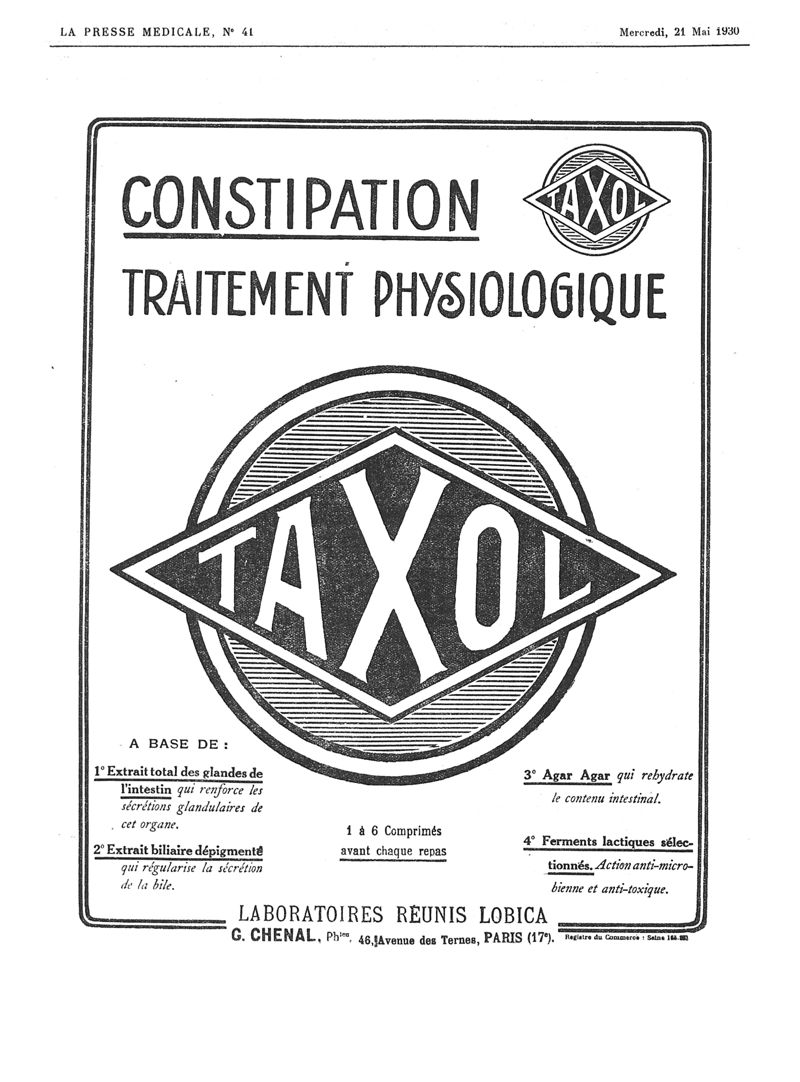 LA PRESSE MEDICALE, N° 41
Mercredi, 21 Mai 1930
CONSTIPATION
TAXOL
TRAITEMENT PHYSIOLOGIQUE
TAXOL
A BASE DE :
1° Extrait total des glandes de
l'intestin qui renforce les
sécrétions glandulaires de
cet organe.
2° Extrait biliaire dépigmenté
qui régularise la sécrétion
de la bile.
1 à 6 Comprimés
avant chaque repas
3° Agar Agar qui rehydrate
le contenu intestinal.
4° Ferments lactiques sélec-
tionnés. Action anti-micro-
bienne et anti-toxique.
LABORATOIRES RÉUNIS LOBICA
G. CHENAL, Phien, 46, Avenue des Ternes, PARIS (17e).
Registre du Commerce : Seine